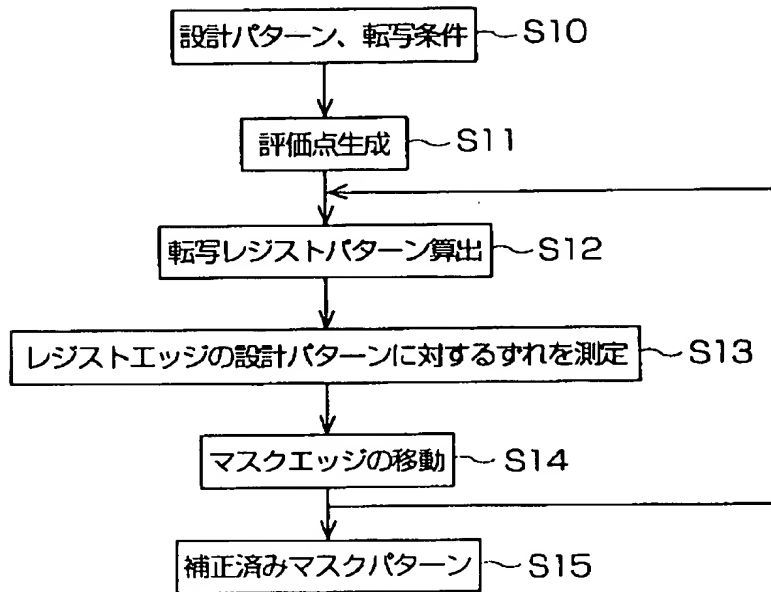 設計パターン、転写条件 S10
評価点生成 S11
転写レジストパターン算出 S12
レジストエッジの設計パターンに対するずれを測定 S13
マスクエッジの移動 S14
補正済みマスクパターン S15